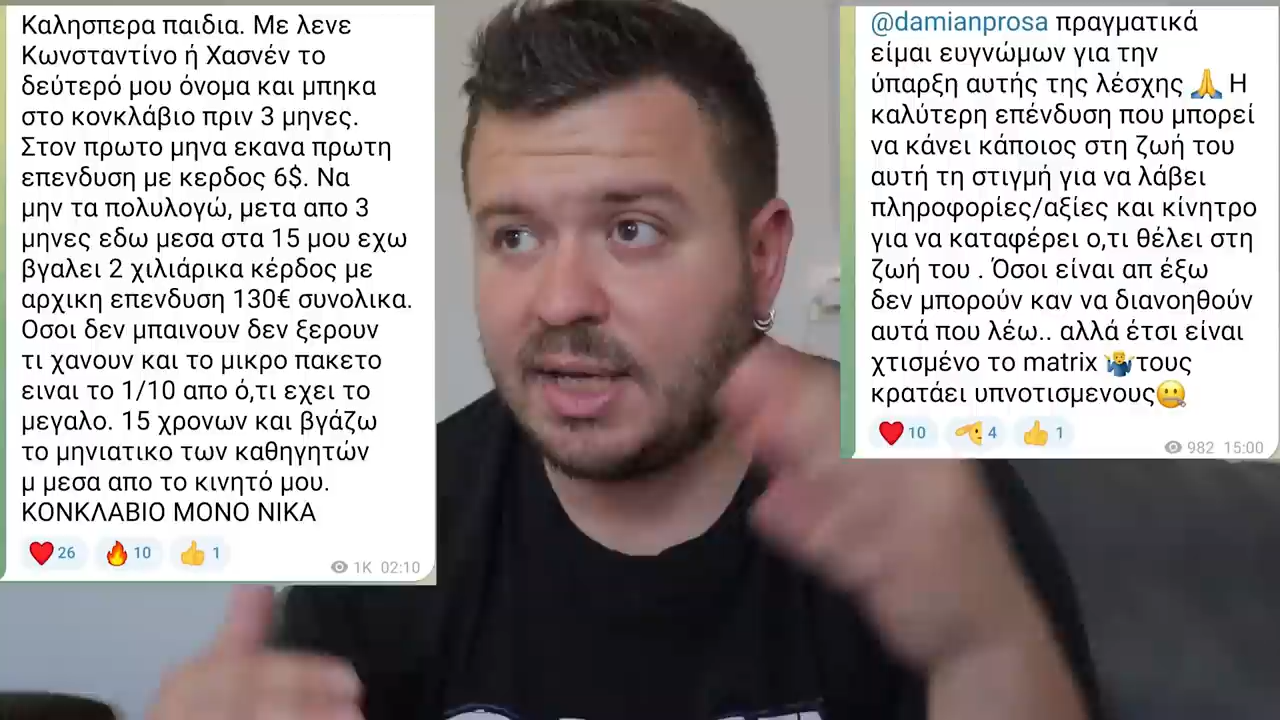 Καλησπερα παιδια. Με λενε
Κωνσταντίνο ή Χασνέν το
δεύτερό μου όνομα και μπηκα
στο κονκλάβιο πριν 3 μηνες.
Στον πρωτο μηνα εκανα πρωτη
επενδυση με κερδος 6$. Να
μην τα πολυλογώ, μετα απο 3
μηνες εδω μεσα στα 15 μου εχω
βγαλει 2 χιλιάρικα κέρδος με
αρχικη επενδυση 130€ συνολικα.
Οσοι δεν μπαινουν δεν ξερουν
τι χανουν και το μικρο πακετο
ειναι το 1/10 απο ό,τι εχει το
μεγαλο. 15 χρονων και βγάζω
το μηνιατικο των καθηγητών
μ μεσα απο το κινητό μου.
ΚΟΝΚΛΑΒΙΟ ΜΟΝΟ ΝΙΚΑ
❤️ 26 🔥 10 👍 1
1K 02:10
@damianprosa πραγματικά
είμαι ευγνώμων για την
ύπαρξη αυτής της λέσχης 🙏 Η
καλύτερη επένδυση που μπορεί
να κάνει κάποιος στη ζωή του
αυτή τη στιγμή για να λάβει
πληροφορίες/αξίες και κίνητρο
για να καταφέρει ο,τι θέλει στη
ζωή του . Όσοι είναι απ έξω
δεν μπορούν καν να διανοηθούν
αυτά που λέω.. αλλά έτσι είναι
χτισμένο το matrix 🤷‍♂️τους
κρατάει υπνοτισμενους🤐
❤️ 10 🫡 4 👍 1
982 15:00